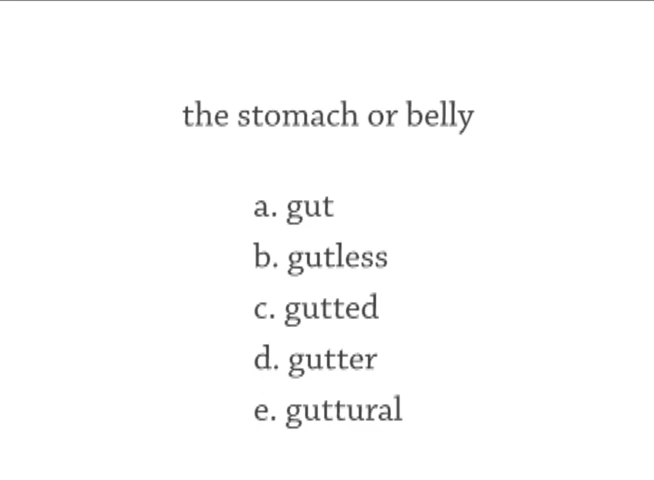 the stomach or belly
a. gut
b. gutless
c. gutted
d. gutter
e. guttural